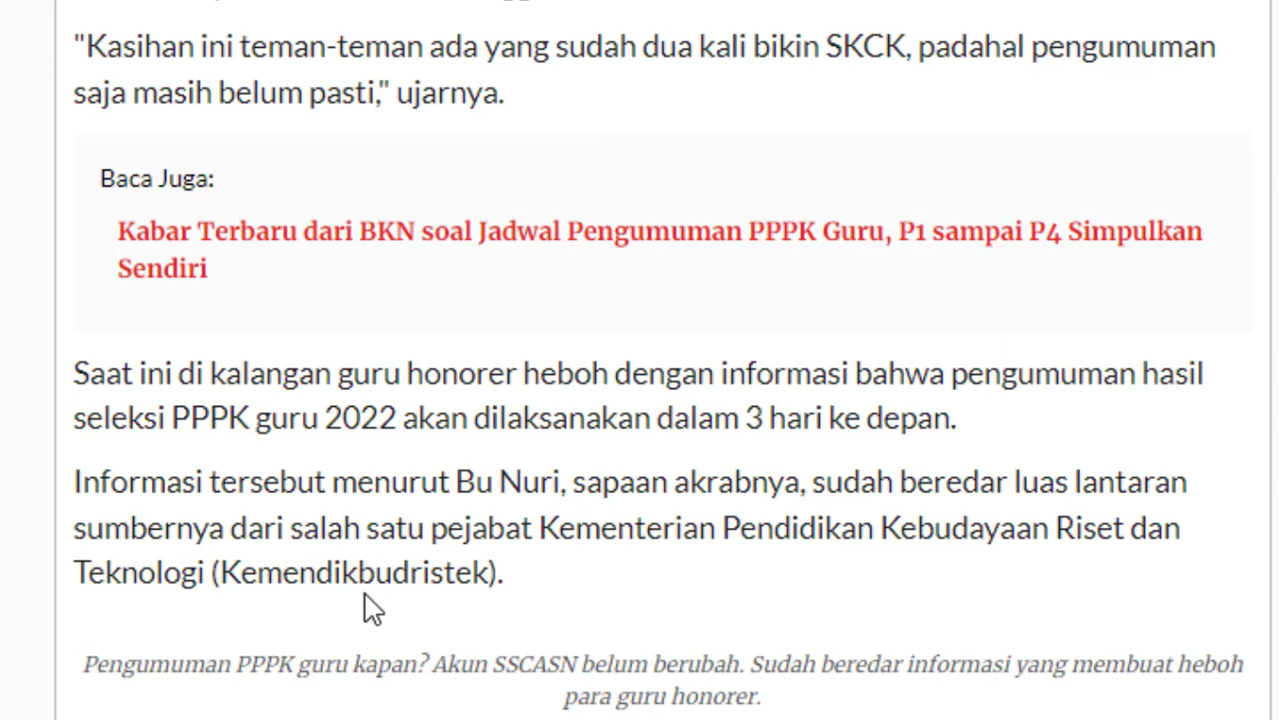 "Kasihan ini teman-teman ada yang sudah dua kali bikin SKCK, padahal pengumuman
saja masih belum pasti," ujarnya.
Baca Juga:
Kabar Terbaru dari BKN soal Jadwal Pengumuman PPPK Guru, P1 sampai P4 Simpulkan
Sendiri
Saat ini di kalangan guru honorer heboh dengan informasi bahwa pengumuman hasil
seleksi PPPK guru 2022 akan dilaksanakan dalam 3 hari ke depan.
Informasi tersebut menurut Bu Nuri, sapaan akrabnya, sudah beredar luas lantaran
sumbernya dari salah satu pejabat Kementerian Pendidikan Kebudayaan Riset dan
Teknologi (Kemendikbudristek).
Pengumuman PPPK guru kapan? Akun SSCASN belum berubah. Sudah beredar informasi yang membuat heboh
para guru honorer.